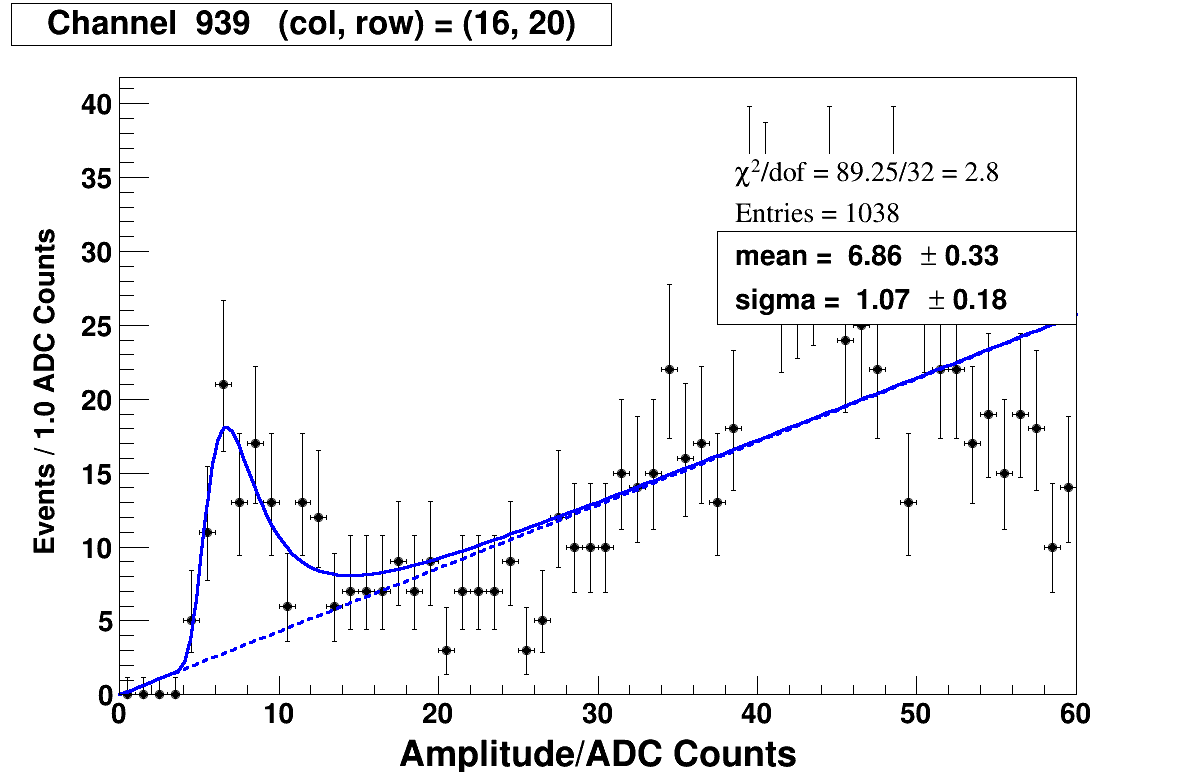 Channel 939 (col, row) = (16, 20)
χ²/dof = 89.25/32 = 2.8
Entries = 1038
mean = 6.86 ± 0.33
sigma = 1.07 ± 0.18
Events / 1.0 ADC Counts
40
35
30
25
20
15
10
5
0
0 10 20 30 40 50 60
Amplitude/ADC Counts